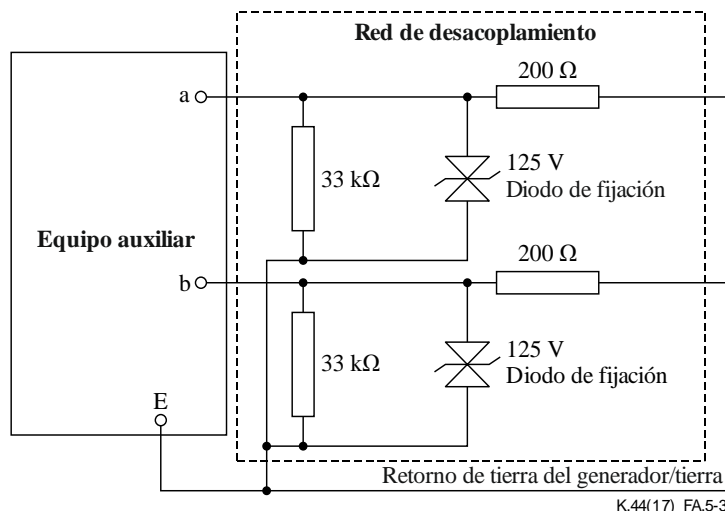 Red de desacoplamiento
200 Ω
a
33 kΩ
125 V
Diodo de fijación
Equipo auxiliar
200 Ω
b
33 kΩ
125 V
Diodo de fijación
E
Retorno de tierra del generador/tierra
K.44(17)_FA.5-3